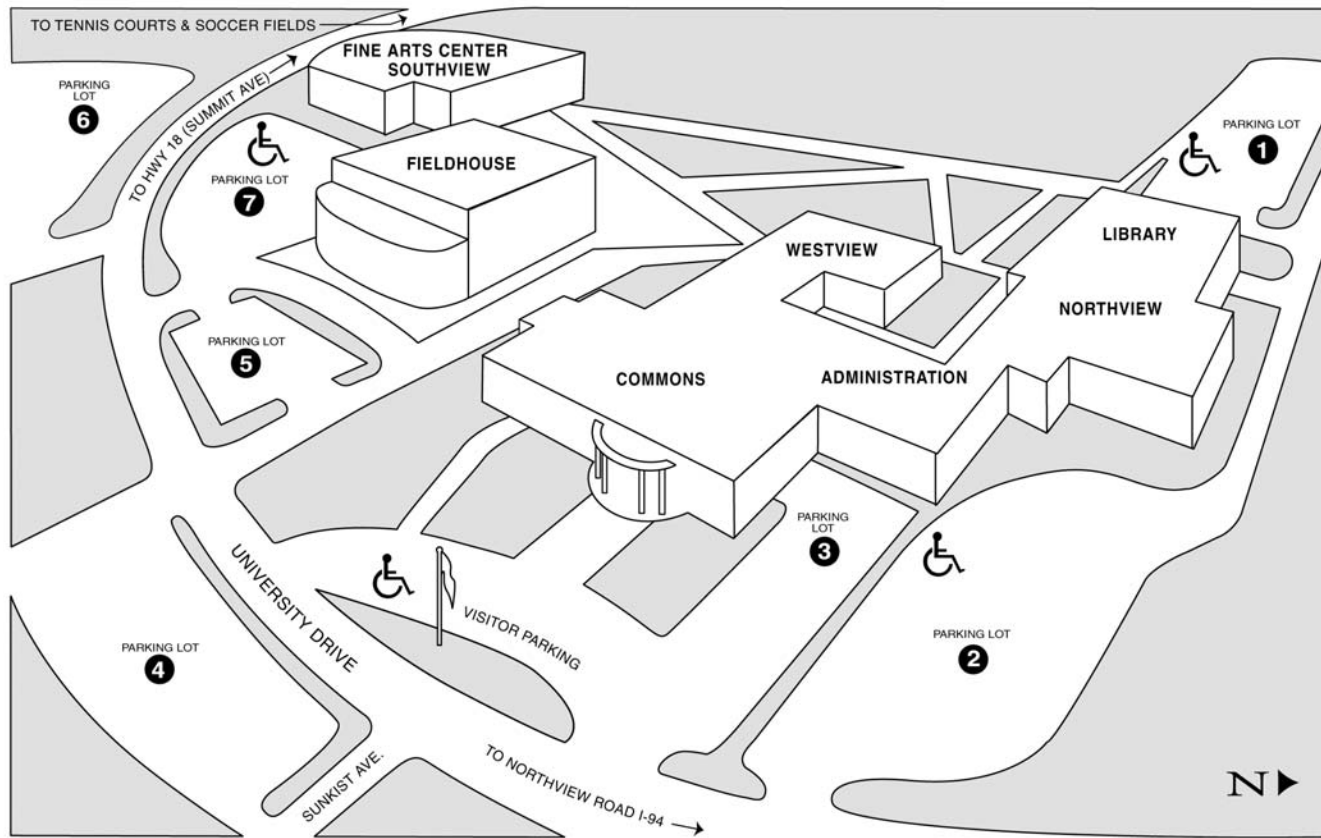 TO TENNIS COURTS & SOCCER FIELDS
FINE ARTS CENTER
SOUTHVIEW
PARKING
LOT
6
TO HWY 18 (SUMMIT AVE)
PARKING LOT
1
FIELDHOUSE
PARKING LOT
7
LIBRARY
WESTVIEW
NORTHVIEW
PARKING LOT
5
COMMONS
ADMINISTRATION
PARKING
LOT
3
UNIVERSITY DRIVE
VISITOR PARKING
PARKING LOT
4
PARKING LOT
2
SUNKIST AVE.
TO NORTHVIEW ROAD I-94
N